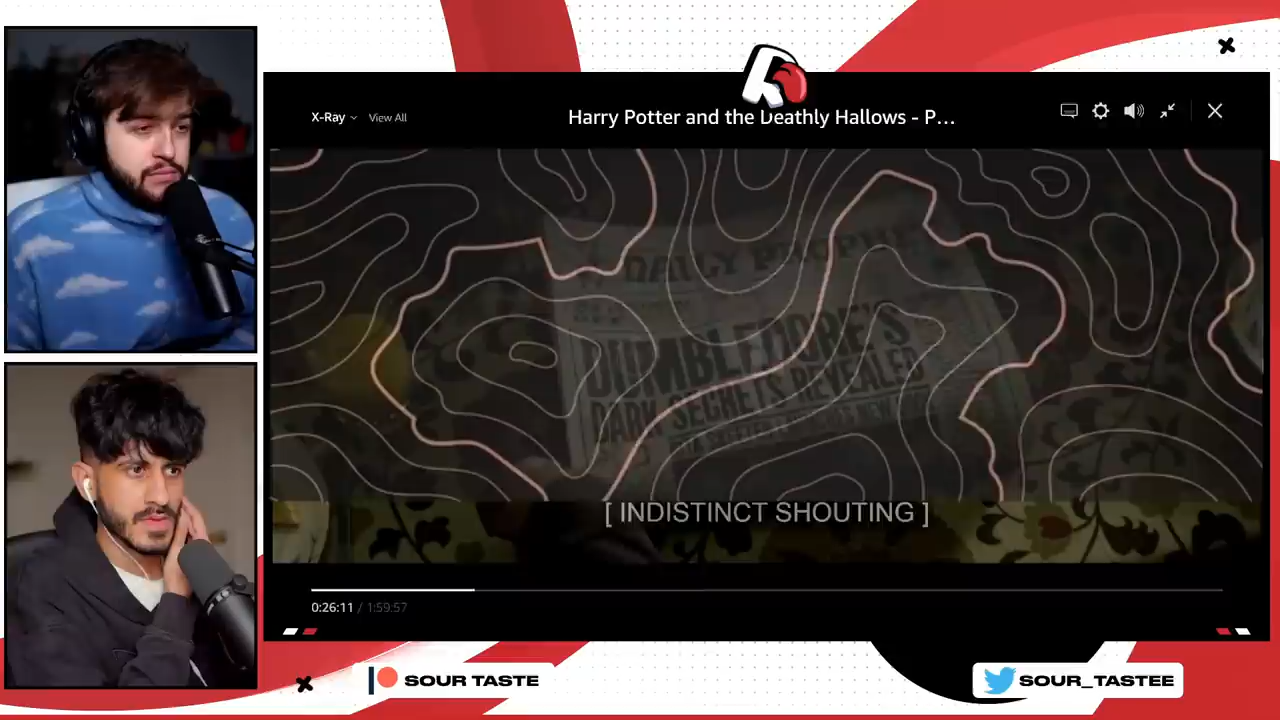 X-Ray View All
Harry Potter and the Deathly Hallows - P...
DAILY PROPHE
DUMBLEDORE'S
DARK SECRETS REVEALED
[ INDISTINCT SHOUTING ]
0:26:11 / 1:59:57
SOUR TASTE
SOUR_TASTEE